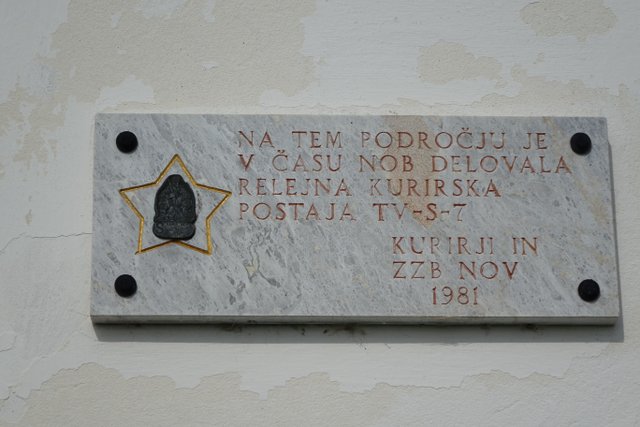 NA TEM PODROČJU JE
V ČASU NOB DELOVALA
RELEJNA KURIRSKA
POSTAJA TV-S-7
KURIRJI IN
ZZB NOV
1981